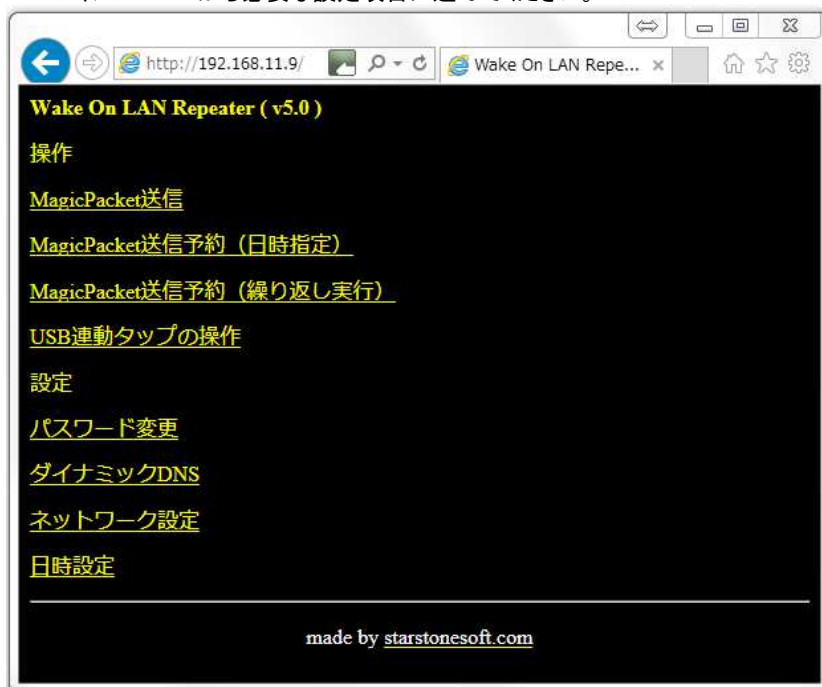 http://192.168.11.9/
Wake On LAN Repe...
Wake On LAN Repeater ( v5.0 )
操作
MagicPacket送信
MagicPacket送信予約（日時指定）
MagicPacket送信予約（繰り返し実行）
USB連動タップの操作
設定
パスワード変更
ダイナミックDNS
ネットワーク設定
日時設定
made by starstonesoft.com